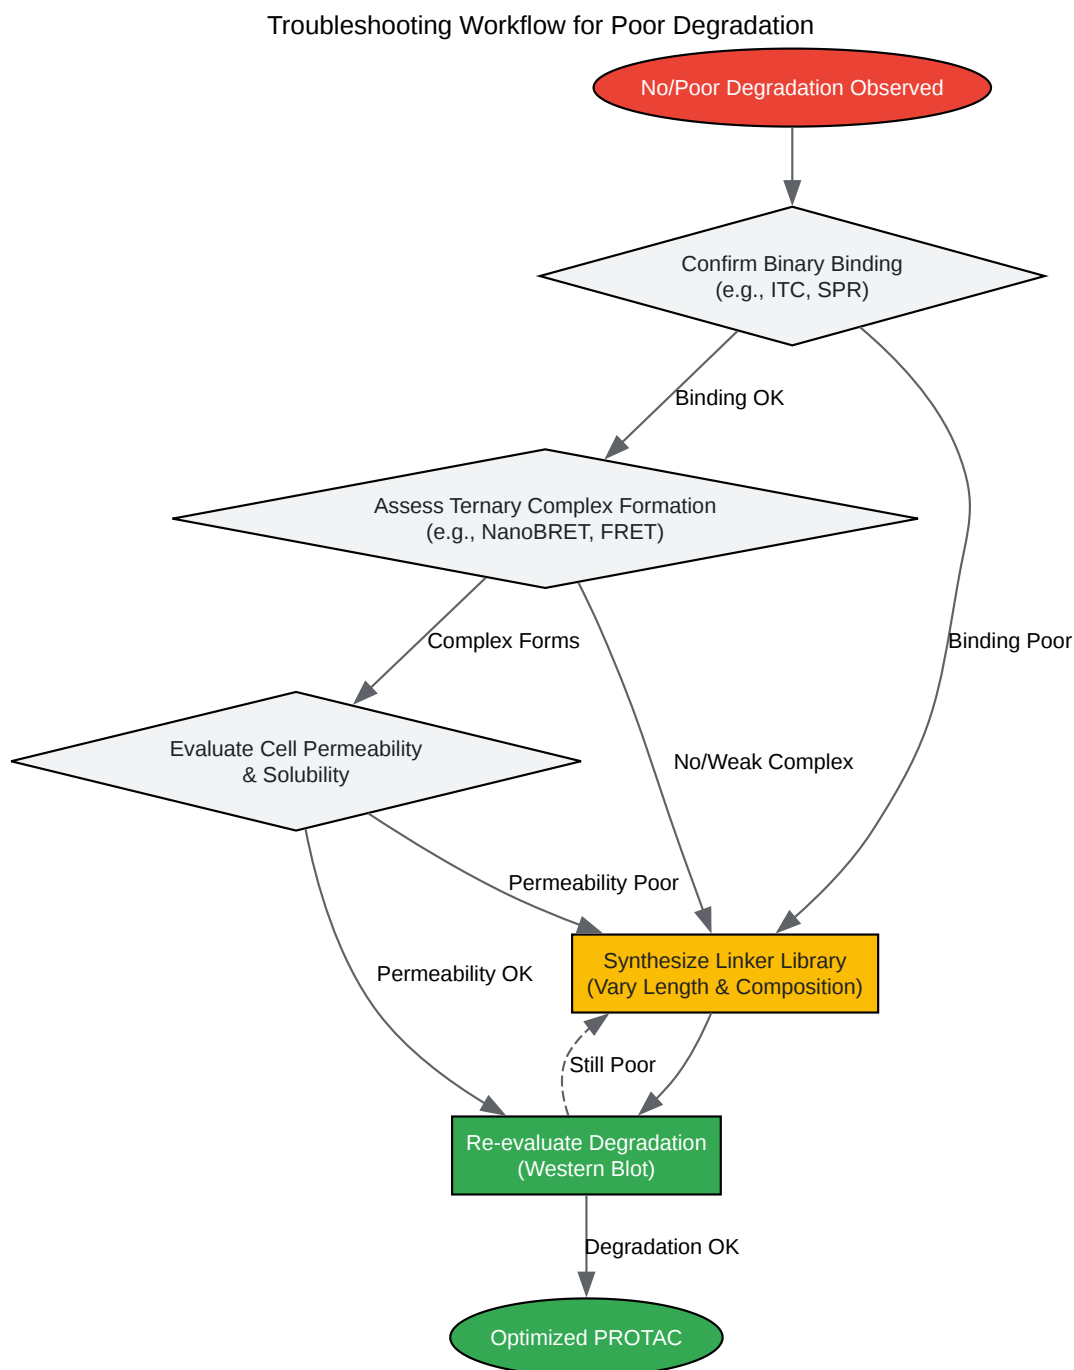 Troubleshooting Workflow for Poor Degradation
No/Poor Degradation Observed
Confirm Binary Binding
(e.g., ITC, SPR)
Binding OK
Assess Ternary Complex Formation
(e.g., NanoBRET, FRET)
Complex Forms
Binding Poor
Evaluate Cell Permeability
& Solubility
No/Weak Complex
Permeability Poor
Permeability OK
Synthesize Linker Library
(Vary Length & Composition)
Still Poor
Re-evaluate Degradation
(Western Blot)
Degradation OK
Optimized PROTAC